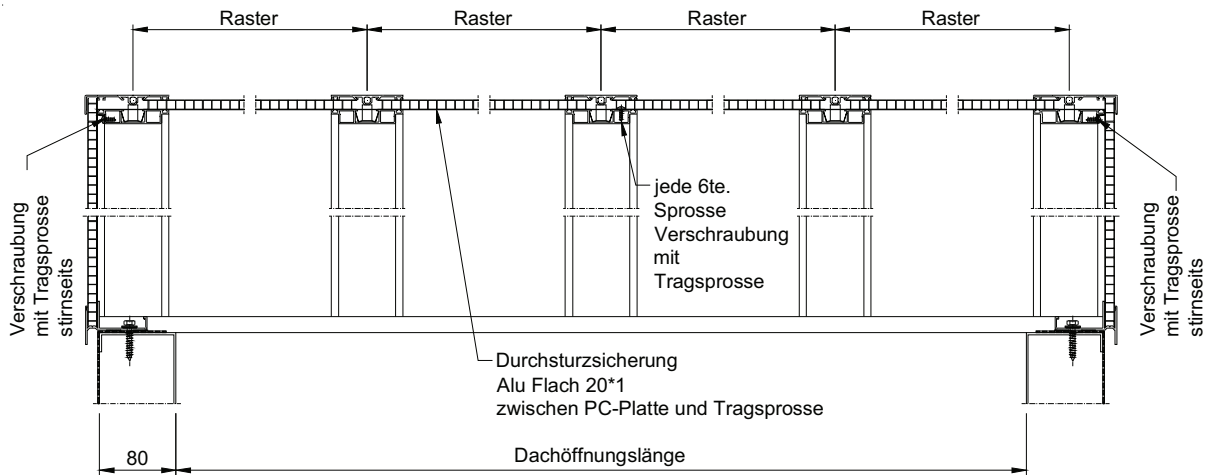 Raster
Raster
Raster
Raster
Verschraubung
mit Tragsprosse
stirnseits
jede 6te.
Sprosse
Verschraubung
mit
Tragsprosse
Verschraubung
mit Tragsprosse
stirnseits
Durchsturzsicherung
Alu Flach 20*1
zwischen PC-Platte und Tragsprosse
80
Dachöffnungslänge